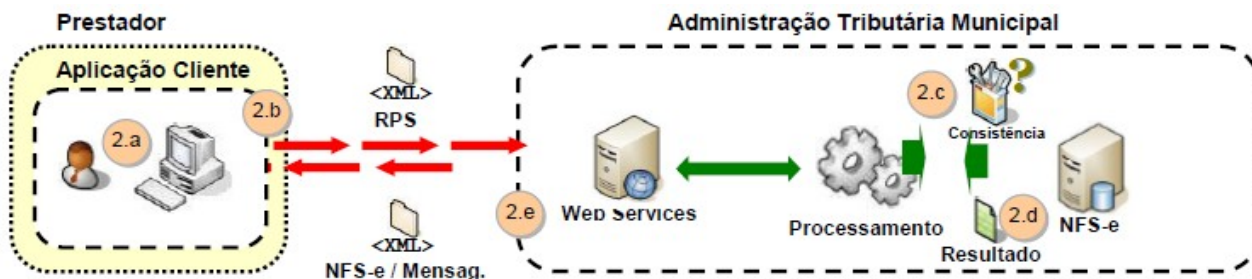 Prestador
Administração Tributária Municipal
Aplicação Cliente
2.a
2.b
<XML>
RPS
<XML>
NFS-e / Mensag.
2.e
Web Services
Processamento
2.c
?
Consistência
2.d
Resultado
NFS-e